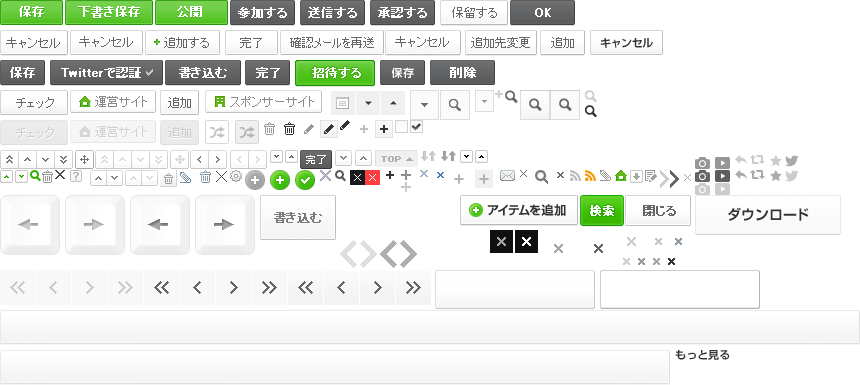 保存 下書き保存 公開 参加する 送信する 承認する 保留する OK
キャンセル キャンセル + 追加する 完了 確認メールを再送 キャンセル 追加先変更 追加 キャンセル
保存 Twitterで認証 書き込む 完了 招待する 保存 削除
チェック 運営サイト 追加 スポンサーサイト
チェック 運営サイト 追加
完了 TOP
書き込む アイテムを追加 検索 閉じる ダウンロード
もっと見る